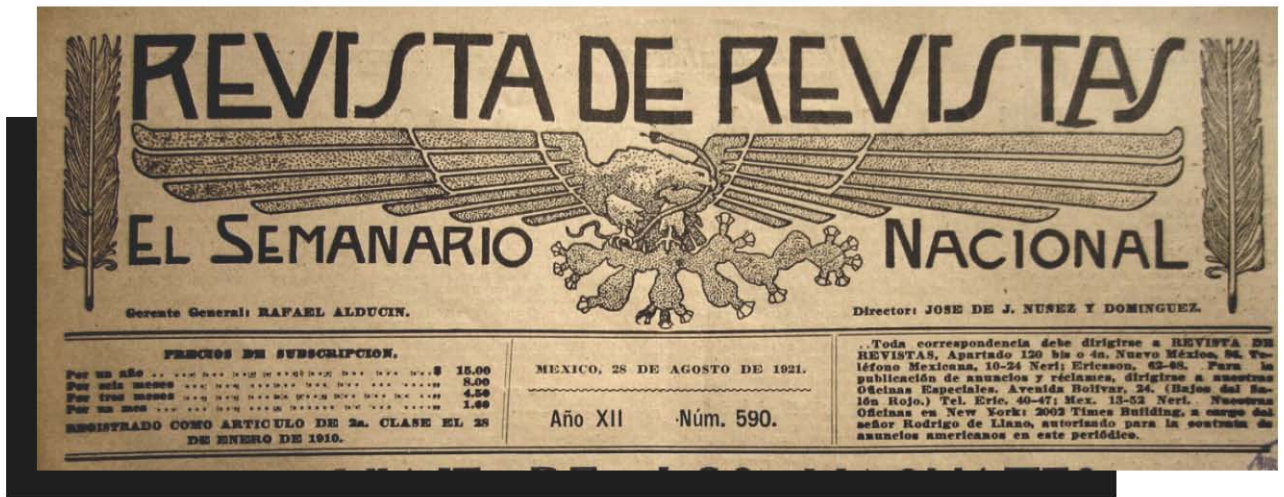 REVISTA DE REVISTAS
EL SEMANARIO NACIONAL
Gerente General: RAFAEL ALDUCIN.
Director: JOSE DE J. NUÑEZ Y DOMINGUEZ.
PRECIOS DE SUBSCRIPCION.
Por un año $ 15.00
Por seis meses 8.00
Por tres meses 4.50
Por un mes 1.60
REGISTRADO COMO ARTICULO DE 2a. CLASE EL 28
DE ENERO DE 1910.
MEXICO, 28 DE AGOSTO DE 1921.
Año XII Núm. 590.
..Toda correspondencia debe dirigirse a REVISTA DE
REVISTAS, Apartado 120 bis o 4a. Nuevo México, Te-
léfono Mexicana, 10-24 Neri; Ericsson, 62-68. Para la
publicación de anuncios y réclames, dirigirse a nuestras
Oficinas Especiales, Avenida Bolívar, 24. (Bajos del Sa-
lón Rojo.) Tel. Eric. 40-47; Mex. 13-52 Neri.. Nuestras
Oficinas en New York: 2002 Times Building, a cargo del
señor Rodrigo de Llano, autorizado para la contrata de
anuncios americanos en este periódico.